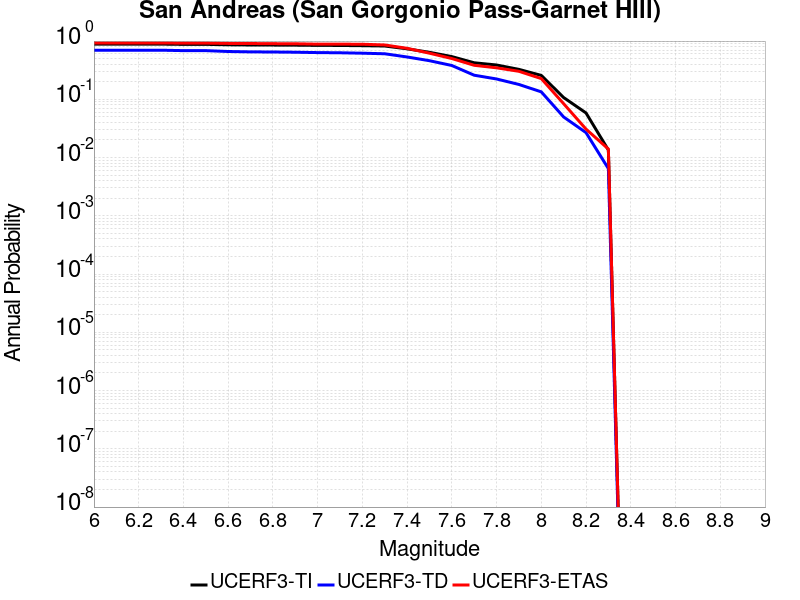 San Andreas (San Gorgonio Pass-Garnet HIll)
10^0
10^-1
10^-2
10^-3
10^-4
10^-5
10^-6
10^-7
10^-8
Annual Probability
6 6.2 6.4 6.6 6.8 7 7.2 7.4 7.6 7.8 8 8.2 8.4 8.6 8.8 9
Magnitude
UCERF3-TI UCERF3-TD UCERF3-ETAS